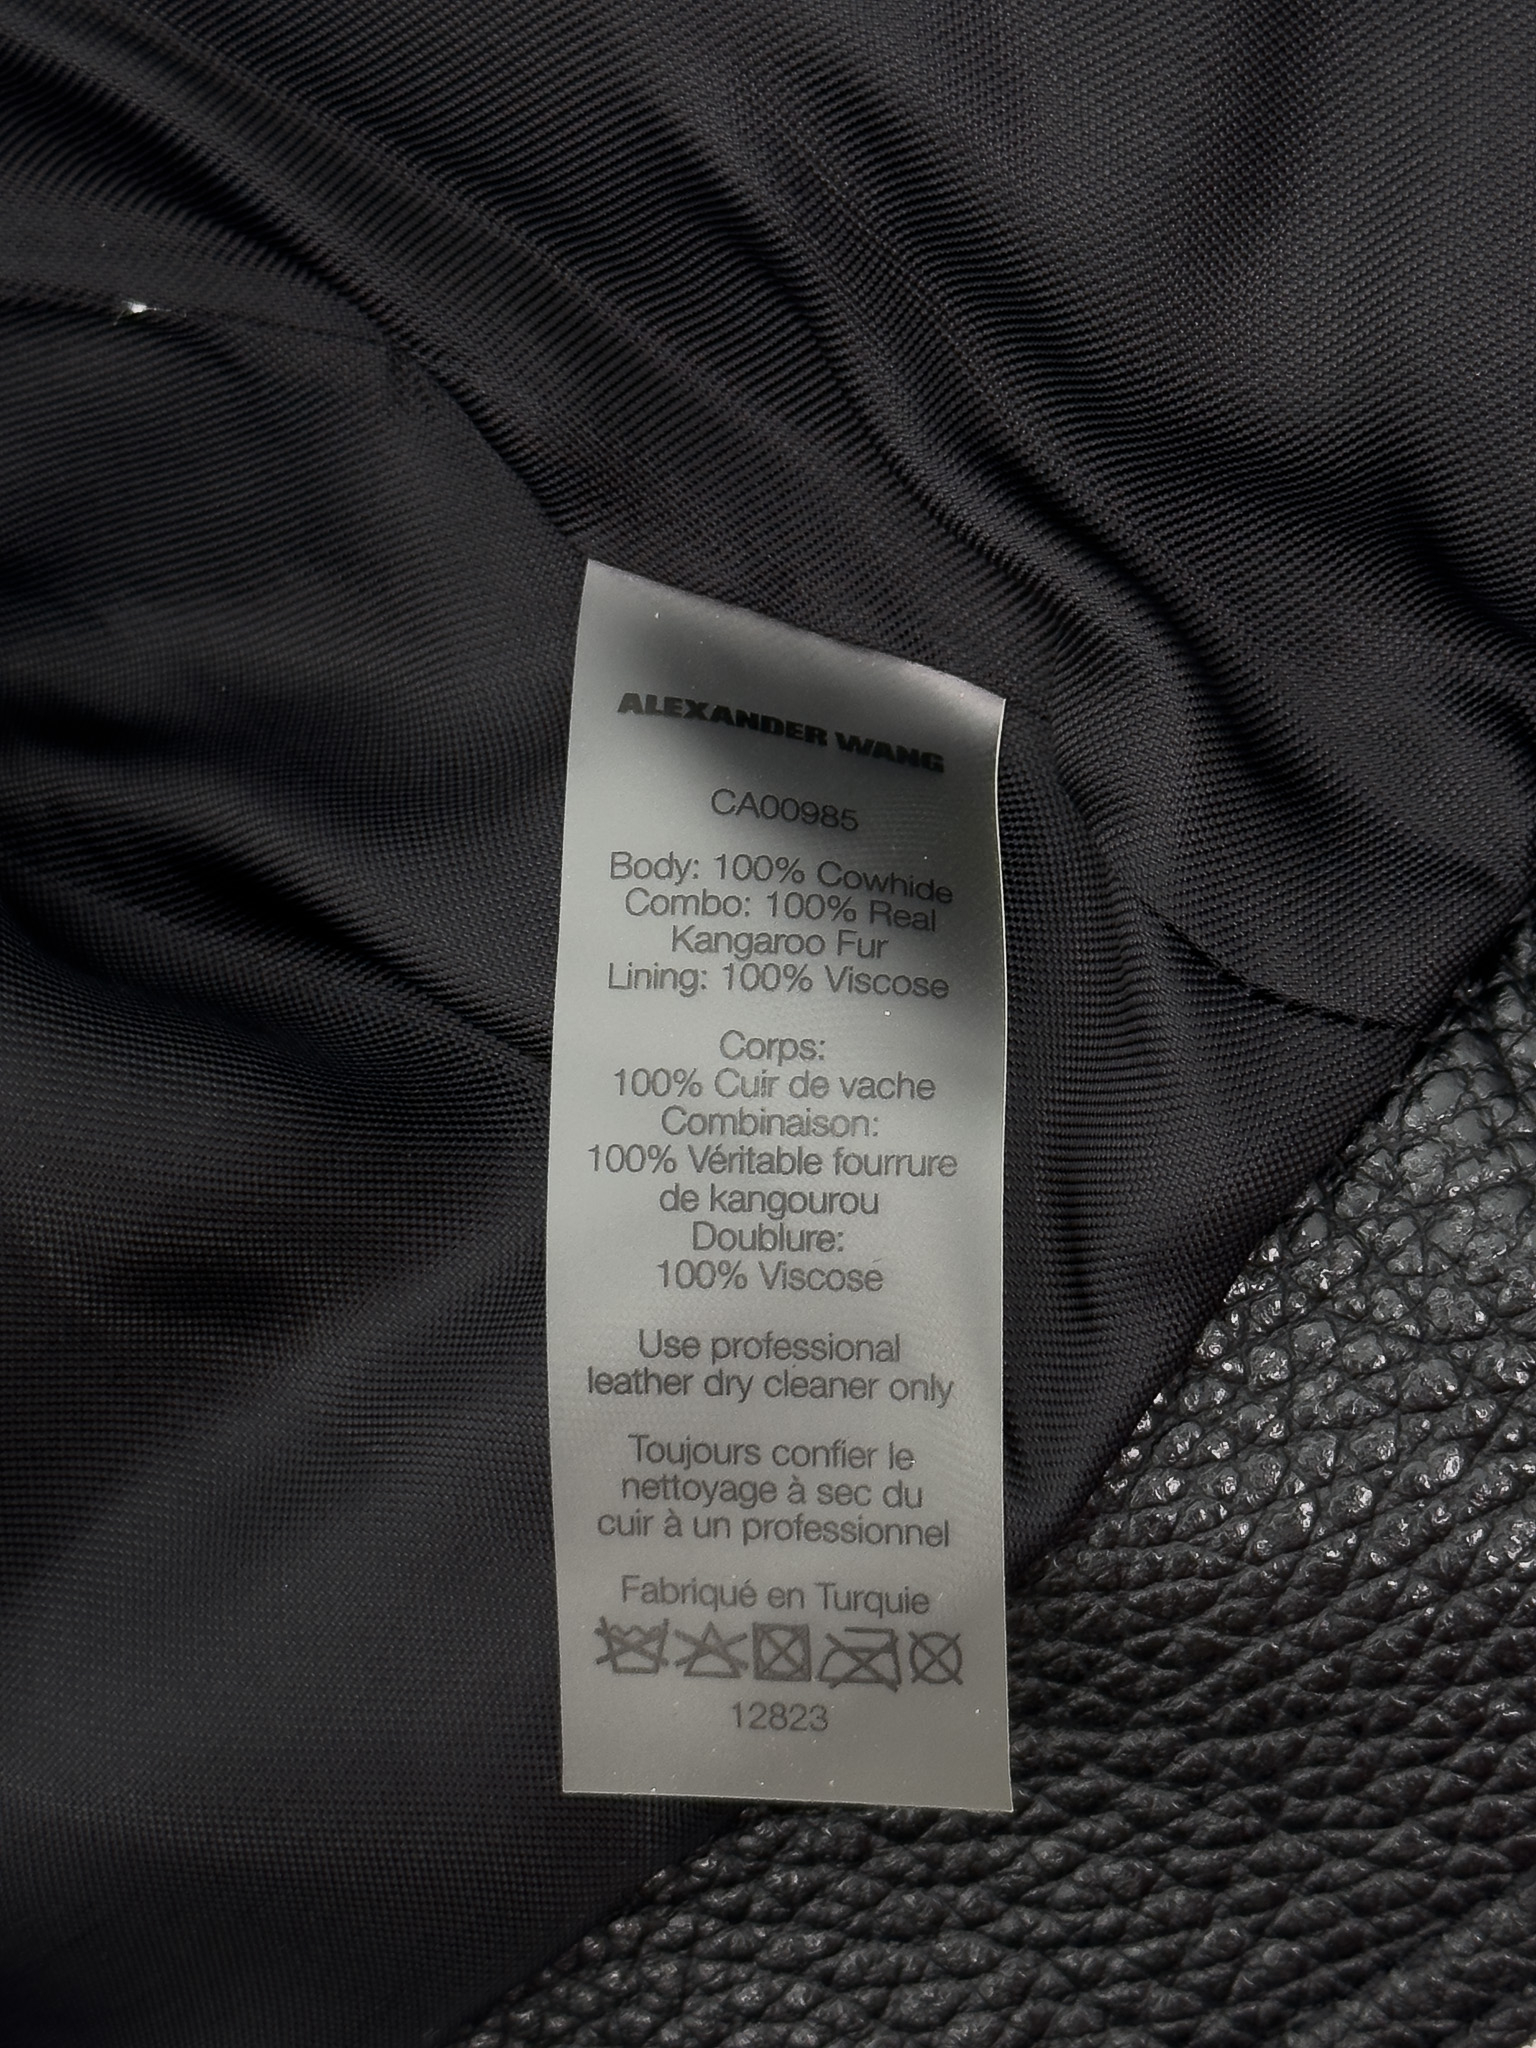 ALEXANDER WANG
CA00985
Body: 100% Cowhide
Combo: 100% Real
Kangaroo Fur
Lining: 100% Viscose
Corps:
100% Cuir de vache
Combinaison:
100% Véritable fourrure
de kangourou
Doublure:
100% Viscose
Use professional
leather dry cleaner only
Toujours confier le
nettoyage à sec du
cuir à un professionnel
Fabriqué en Turquie
12823